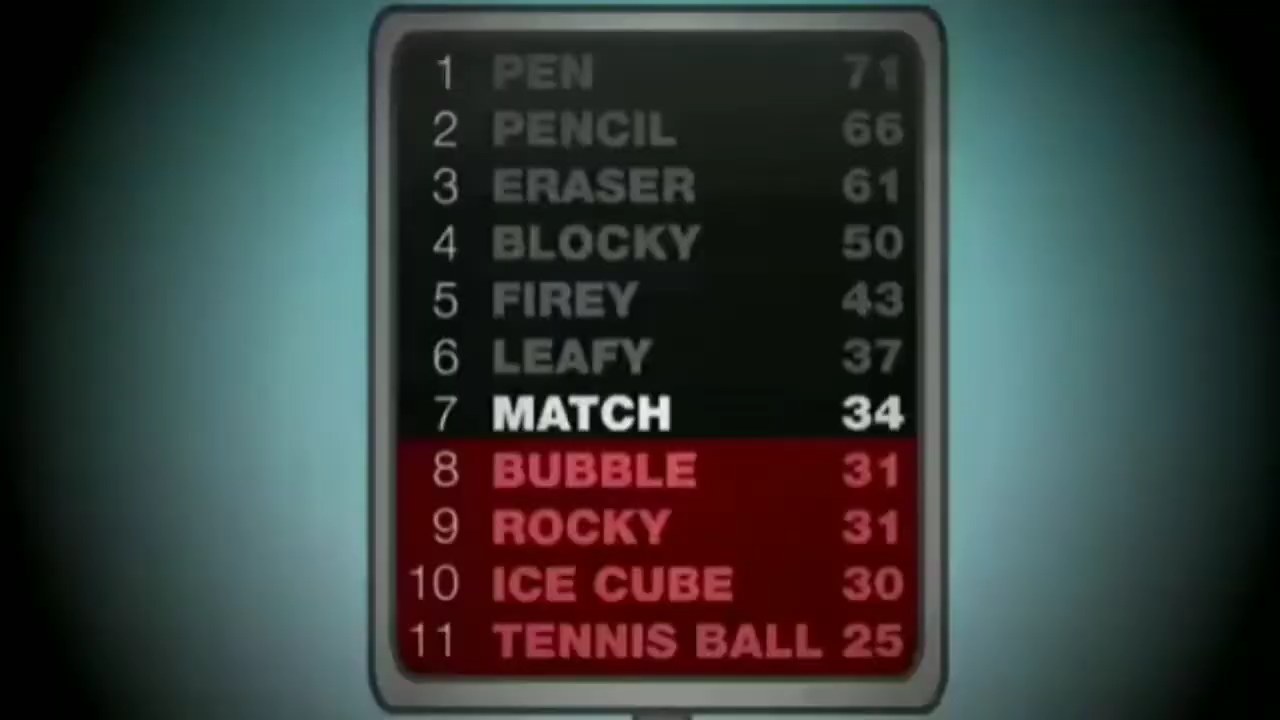 1 PEN 71
2 PENCIL 66
3 ERASER 61
4 BLOCKY 50
5 FIREY 43
6 LEAFY 37
7 MATCH 34
8 BUBBLE 31
9 ROCKY 31
10 ICE CUBE 30
11 TENNIS BALL 25